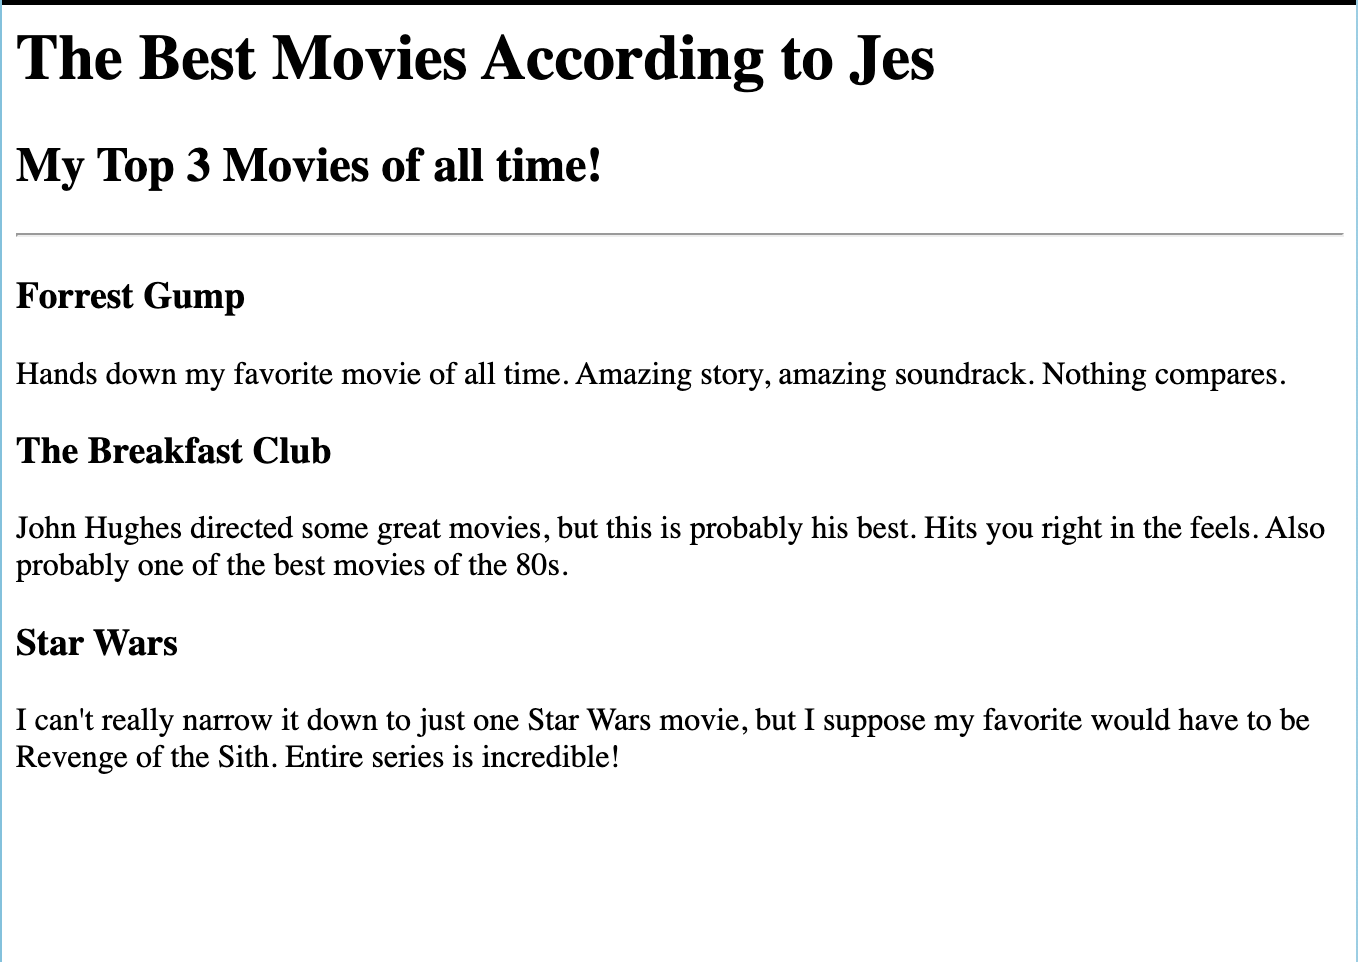 The Best Movies According to Jes
My Top 3 Movies of all time!
Forrest Gump
Hands down my favorite movie of all time. Amazing story, amazing soundrack. Nothing compares.
The Breakfast Club
John Hughes directed some great movies, but this is probably his best. Hits you right in the feels. Also
probably one of the best movies of the 80s.
Star Wars
I can't really narrow it down to just one Star Wars movie, but I suppose my favorite would have to be
Revenge of the Sith. Entire series is incredible!